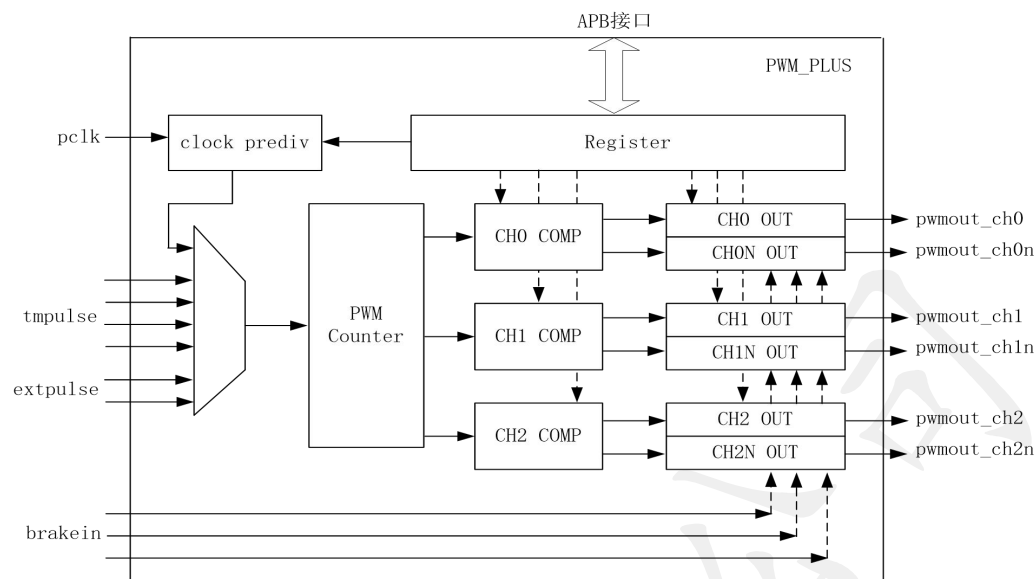 APB接口
PWM_PLUS
pclk
clock prediv
Register
CH0 COMP
CH0 OUT
pwmout_ch0
CH0N OUT
pwmout_ch0n
tmpulse
PWM
Counter
CH1 COMP
CH1 OUT
pwmout_ch1
CH1N OUT
pwmout_ch1n
extpulse
CH2 COMP
CH2 OUT
pwmout_ch2
CH2N OUT
pwmout_ch2n
brakein